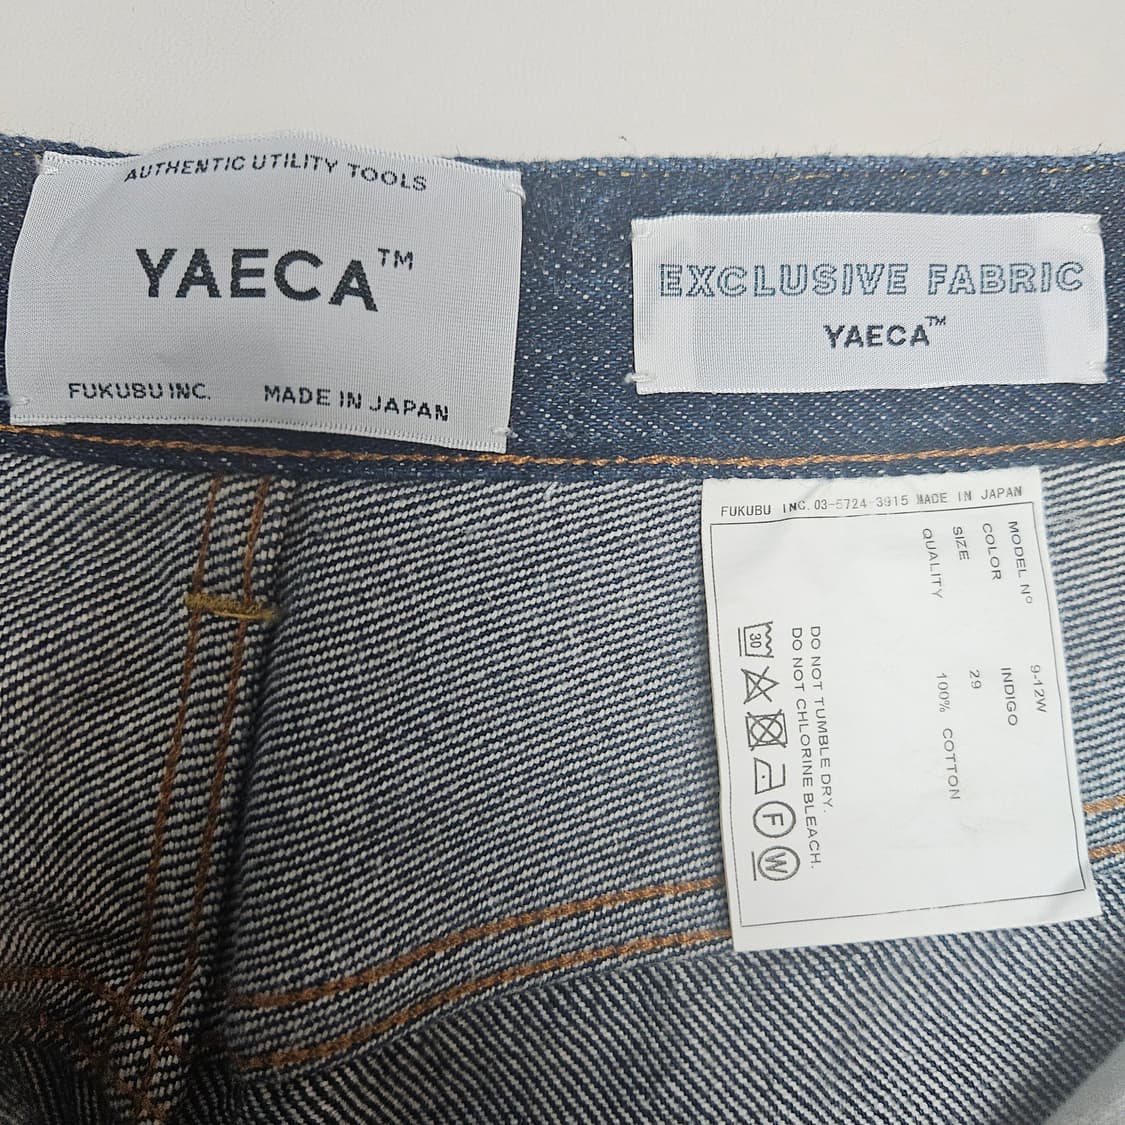 AUTHENTIC UTILITY TOOLS
YAECA™
FUKUBU INC. MADE IN JAPAN
EXCLUSIVE FABRIC
YAECA™
FUKUBU INC. 03-5724-3915 MADE IN JAPAN
MODEL Nº 9-12W
COLOR INDIGO
SIZE 29
QUALITY 100% COTTON
DO NOT TUMBLE DRY.
DO NOT CHLORINE BLEACH.
30
F
W